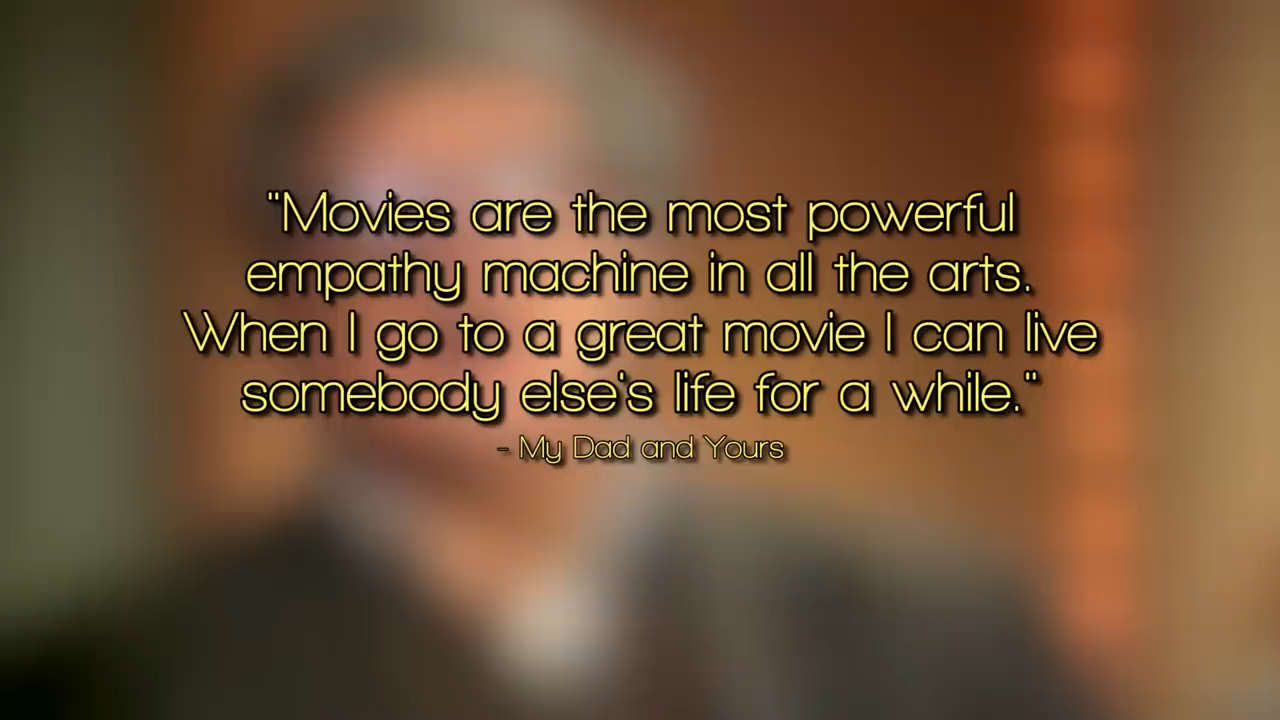 "Movies are the most powerful
empathy machine in all the arts.
When I go to a great movie I can live
somebody else's life for a while."
- My Dad and Yours